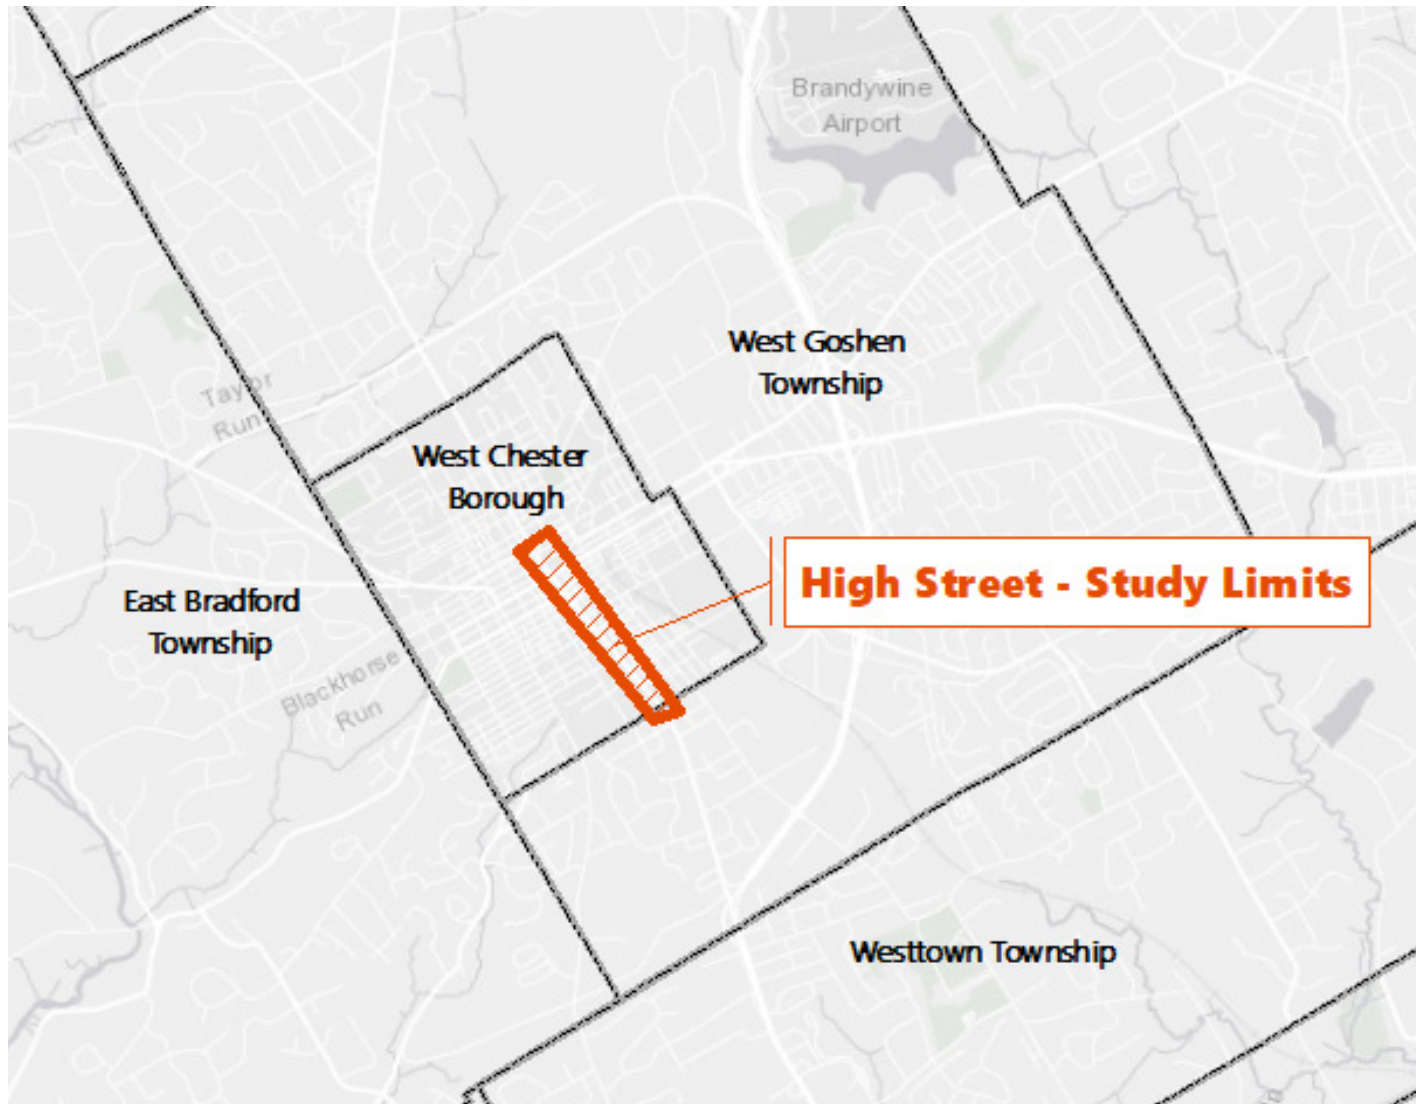 Brandywine
Airport
West Goshen
Township
Taylor
Run
West Chester
Borough
High Street - Study Limits
East Bradford
Township
Blackhorse
Run
Westtown Township